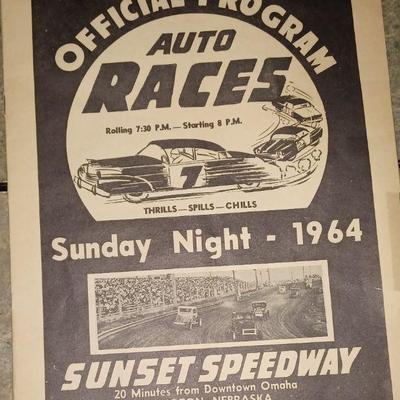 OFFICIAL PROGRAM
AUTO
RACES
Rolling 7:30 P.M. — Starting 8 P.M.
7
THRILLS — SPILLS — CHILLS
Sunday Night - 1964
SUNSET SPEEDWAY
20 Minutes from Downtown Omaha
NEBRASKA